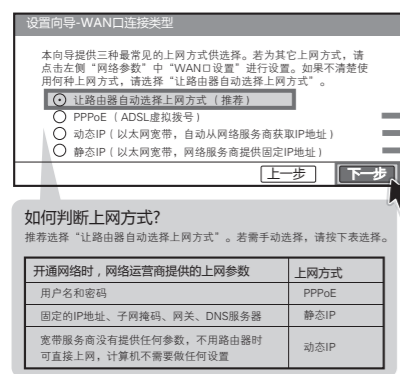 设置向导-WAN口连接类型
本向导提供三种最常见的上网方式供选择。若为其它上网方式，请
点击左侧“网络参数”中“WAN口设置”进行设置。如果不清楚使
用何种上网方式，请选择“让路由器自动选择上网方式”。
让路由器自动选择上网方式（推荐）
PPPoE（ADSL虚拟拨号）
动态IP（以太网宽带，自动从网络服务商获取IP地址）
静态IP（以太网宽带，网络服务商提供固定IP地址）
上一步 下一步
如何判断上网方式?
推荐选择“让路由器自动选择上网方式”。若需手动选择，请按下表选择。
开通网络时，网络运营商提供的上网参数 上网方式
用户名和密码 PPPoE
固定的IP地址、子网掩码、网关、DNS服务器 静态IP
宽带服务商没有提供任何参数，不用路由器时
可直接上网，计算机不需要做任何设置 动态IP